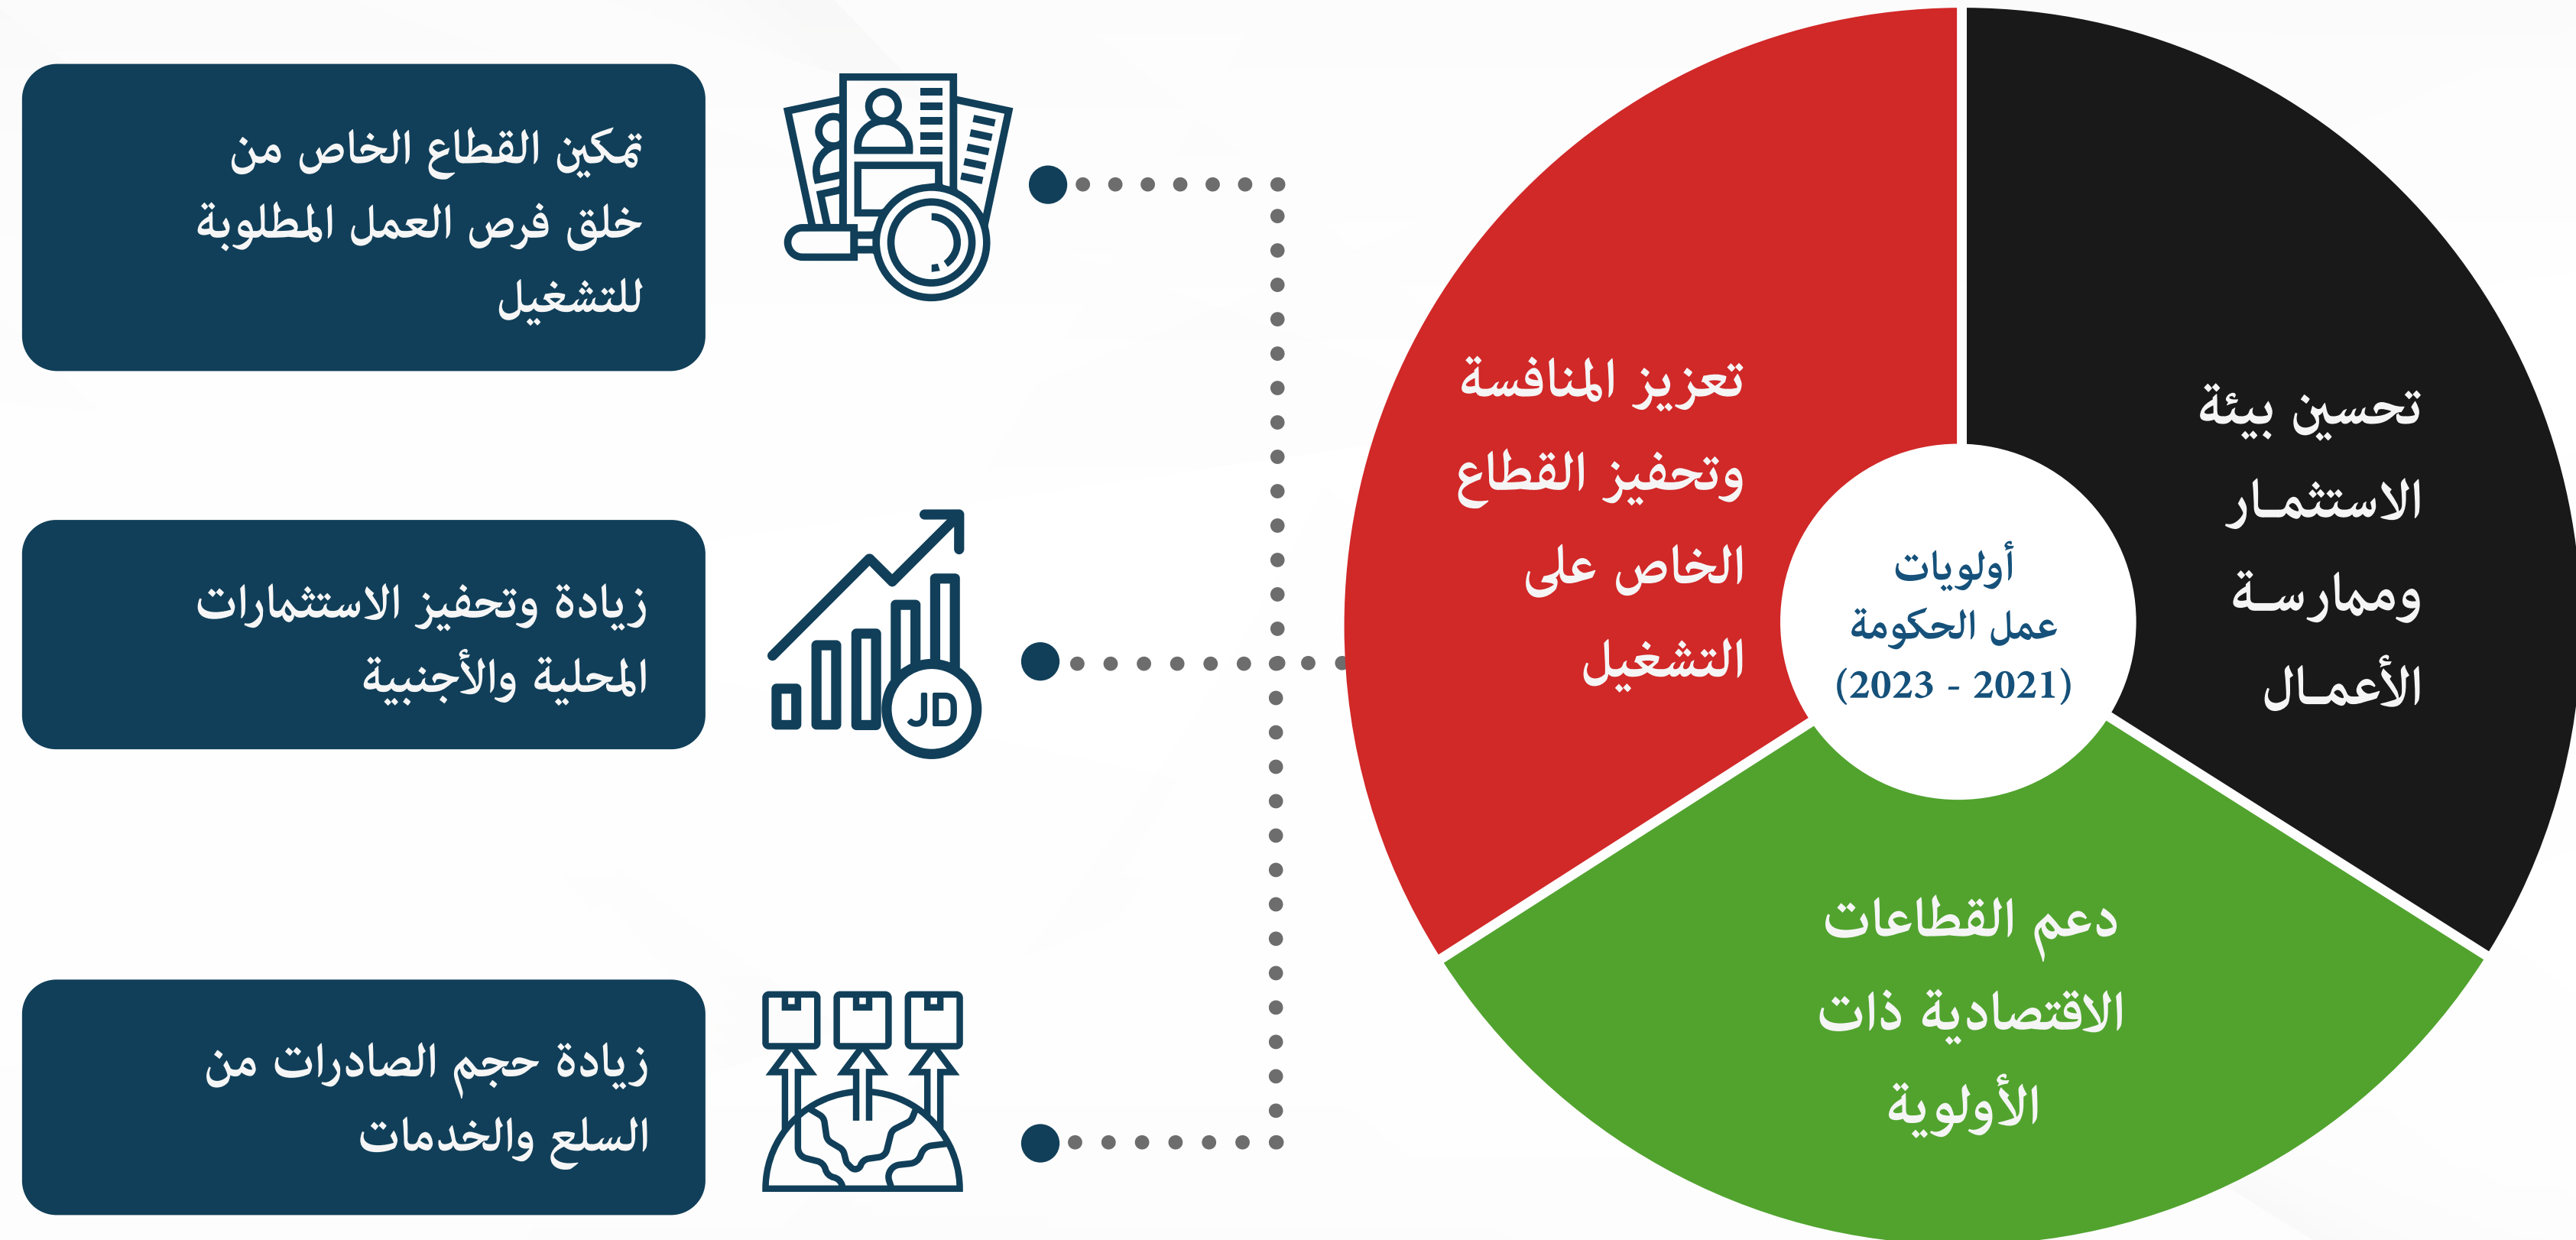 تحسين بيئة
الاستثمـار
وممارسـة
الأعمـال
تعزيز المنافسة
وتحفيز القطاع
الخاص على
التشغيل
دعم القطاعات
الاقتصادية ذات
الأولوية
أولويات
عمل الحكومة
(2021 - 2023)
تمكين القطاع الخاص من
خلق فرص العمل المطلوبة
للتشغيل
زيادة وتحفيز الاستثمارات
المحلية والأجنبية
JD
زيادة حجم الصادرات من
السلع والخدمات